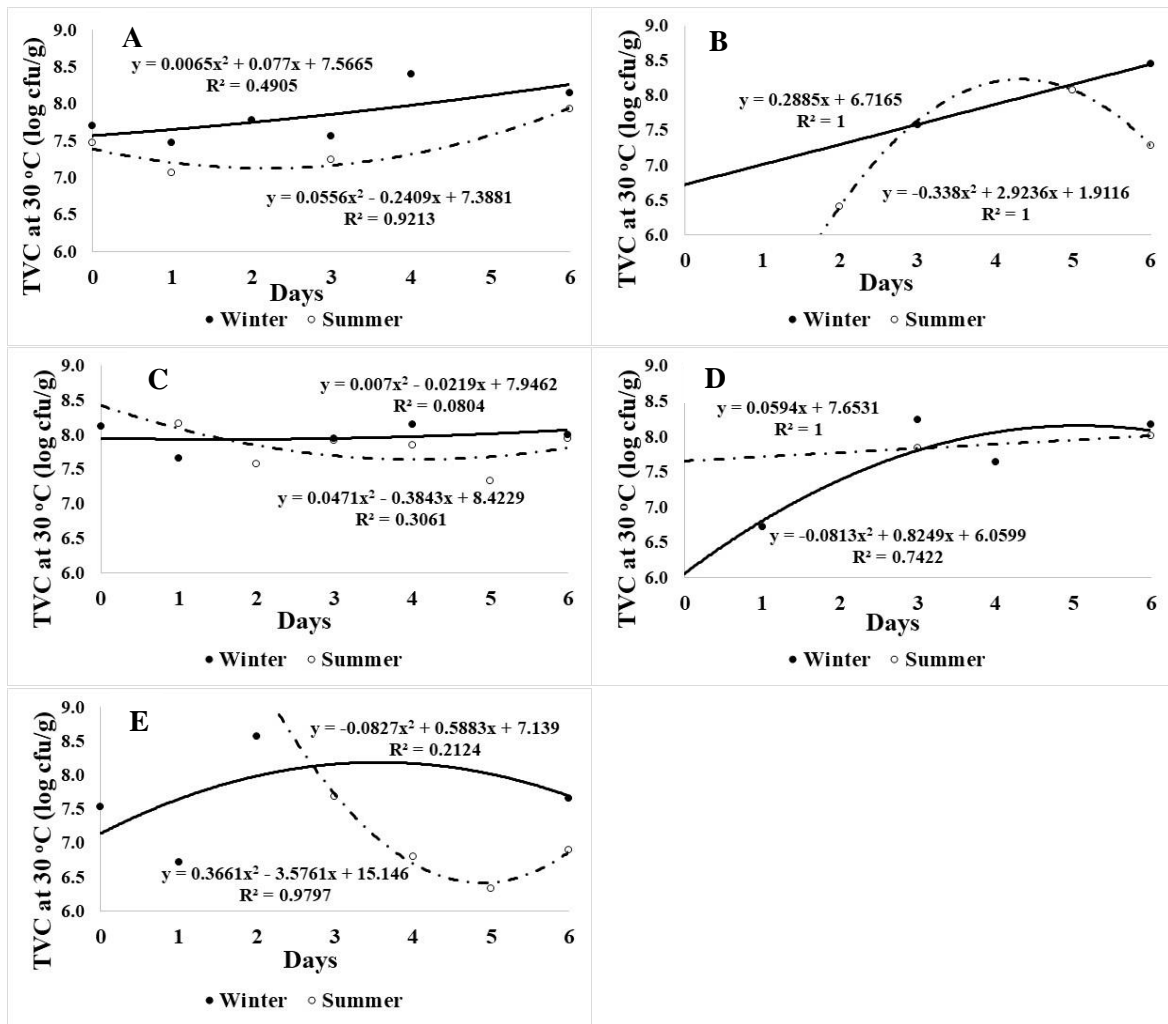 A
TVC at 30 °C (log cfu/g)
9.0
8.5
8.0
7.5
7.0
6.5
6.0
y = 0.0065x² + 0.077x + 7.5665
R² = 0.4905
y = 0.0556x² - 0.2409x + 7.3881
R² = 0.9213
0 1 2 3 4 5 6
Days
Winter Summer
B
TVC at 30 °C (log cfu/g)
9.0
8.5
8.0
7.5
7.0
6.5
6.0
y = 0.2885x + 6.7165
R² = 1
y = -0.338x² + 2.9236x + 1.9116
R² = 1
0 1 2 3 4 5 6
Days
Winter Summer
C
TVC at 30 °C (log cfu/g)
9.0
8.5
8.0
7.5
7.0
6.5
6.0
y = 0.007x² - 0.0219x + 7.9462
R² = 0.0804
y = 0.0471x² - 0.3843x + 8.4229
R² = 0.3061
0 1 2 3 4 5 6
Days
Winter Summer
D
TVC at 30 °C (log cfu/g)
9.0
8.5
8.0
7.5
7.0
6.5
6.0
y = 0.0594x + 7.6531
R² = 1
y = -0.0813x² + 0.8249x + 6.0599
R² = 0.7422
0 1 2 3 4 5 6
Days
Winter Summer
E
TVC at 30 °C (log cfu/g)
9.0
8.5
8.0
7.5
7.0
6.5
6.0
y = -0.0827x² + 0.5883x + 7.139
R² = 0.2124
y = 0.3661x² - 3.5761x + 15.146
R² = 0.9797
0 1 2 3 4 5 6
Days
Winter Summer